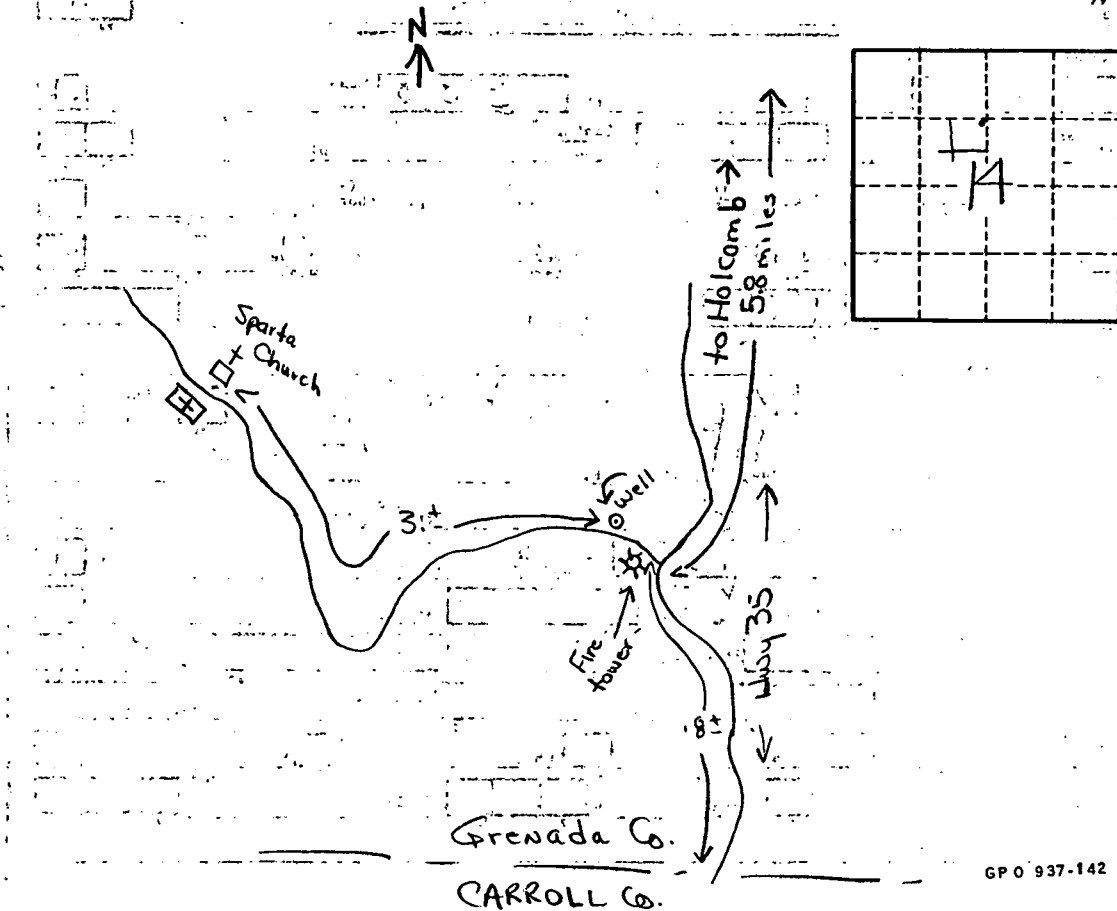 N
to Holcomb
5.8 miles
14
Sparta
Church
well
Fire
tower
Hwy 35
.8±
Grenada Co.
CARROLL Co.
GPO 937-142